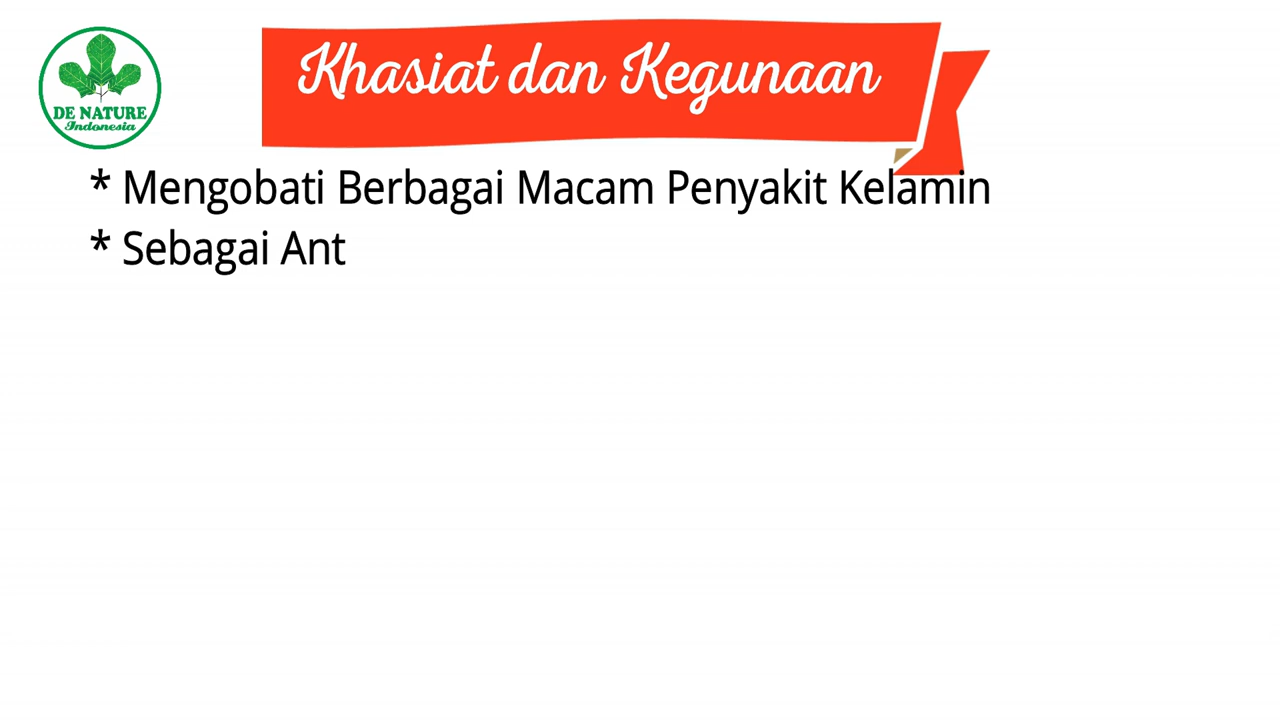 DE NATURE
Indonesia
Khasiat dan Kegunaan
* Mengobati Berbagai Macam Penyakit Kelamin
* Sebagai Ant